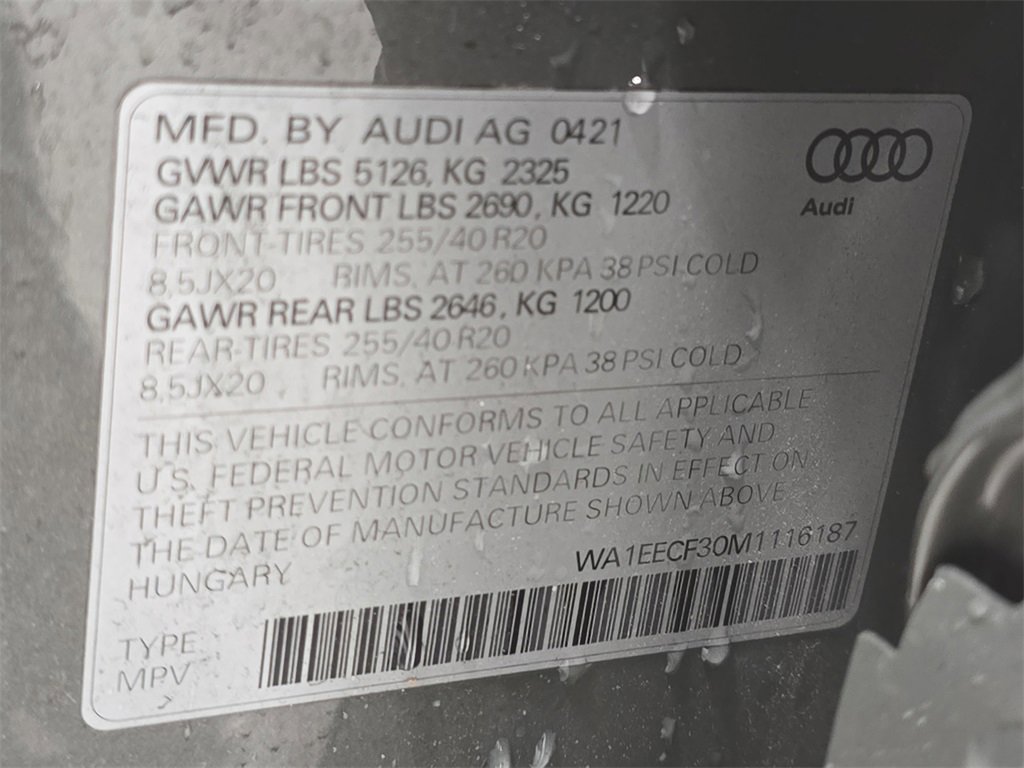 MFD. BY AUDI AG 0421
GVWR LBS 5126, KG 2325
GAWR FRONT LBS 2690, KG 1220
FRONT-TIRES 255/40 R20
8,5JX20 RIMS, AT 260 KPA 38 PSI COLD
GAWR REAR LBS 2646, KG 1200
REAR-TIRES 255/40 R20
8,5JX20 RIMS, AT 260 KPA 38 PSI COLD
Audi
THIS VEHICLE CONFORMS TO ALL APPLICABLE
U.S. FEDERAL MOTOR VEHICLE SAFETY AND
THEFT PREVENTION STANDARDS IN EFFECT ON
THE DATE OF MANUFACTURE SHOWN ABOVE
HUNGARY WA1EECF30M1116187
TYPE
MPV